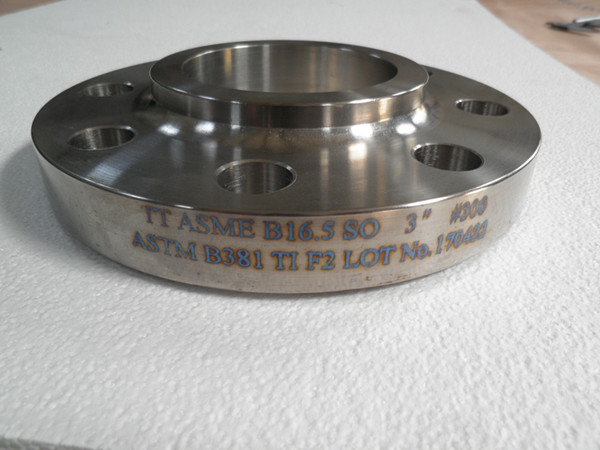 TT ASME B16.5 SO 3" #300
ASTM B381 TI F2 LOT No.